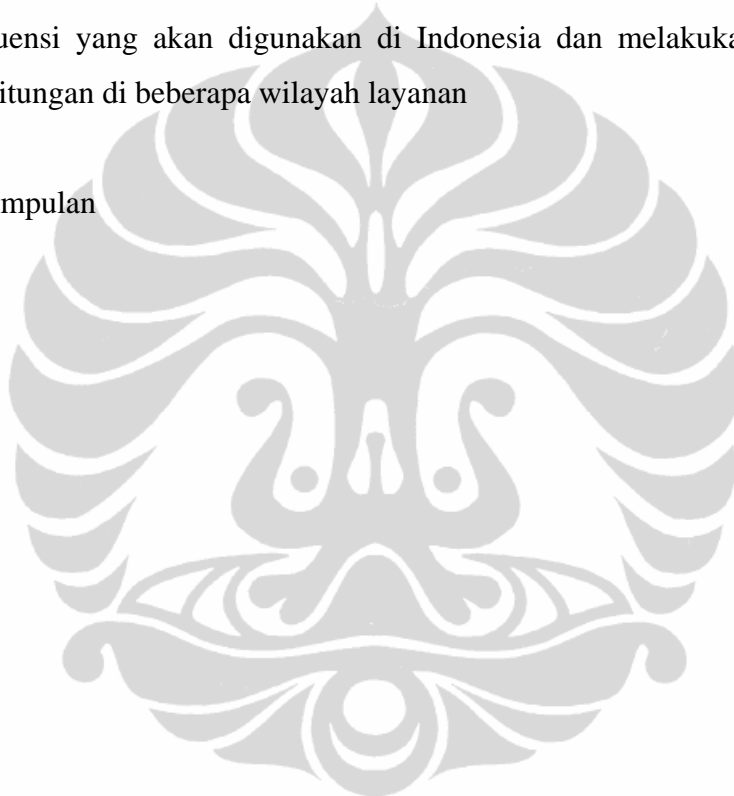 uensi yang akan digunakan di Indonesia dan melakuka
itungan di beberapa wilayah layanan
mpulan